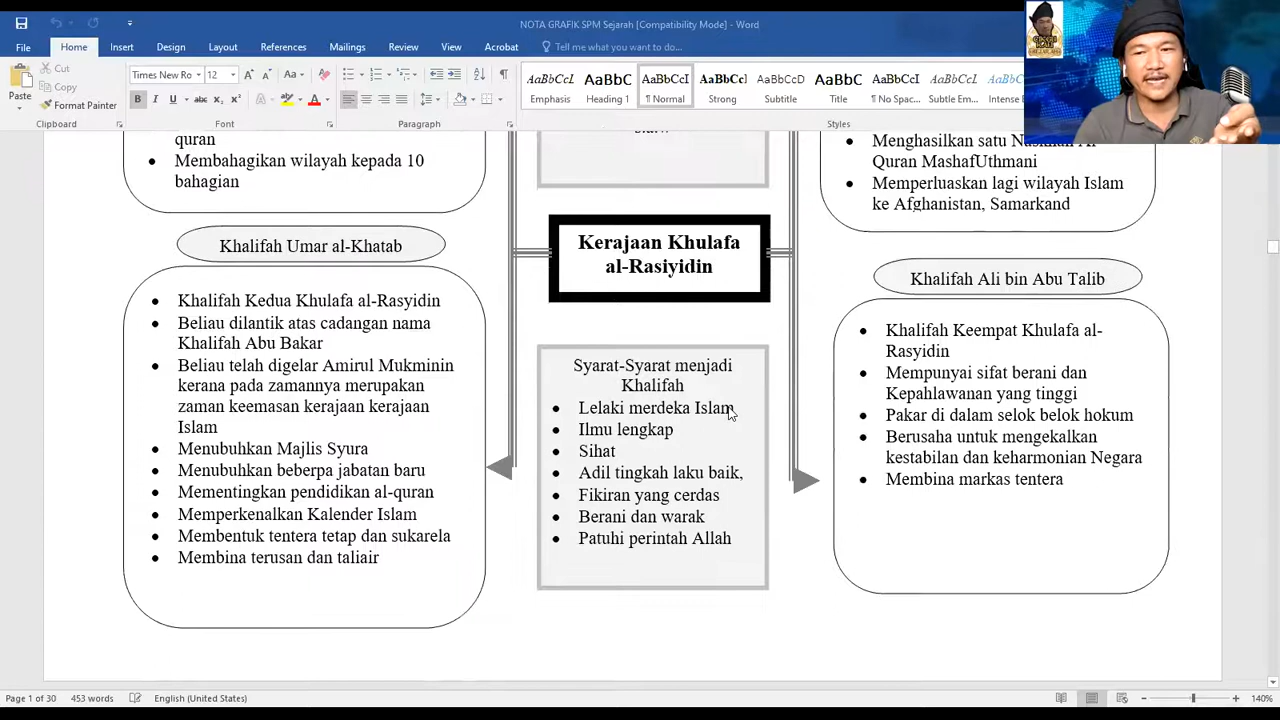 NOTA GRAFIK SPM Sejarah [Compatibility Mode] - Word
File Home Insert Design Layout References Mailings Review View Acrobat Tell me what you want to do...
Cut
Copy
Paste
Format Painter
Times New Ro 12
AaBbCcL AaBbC AaBbCcI AaBbCc AaBbCcD AaBbC AaBbCcI AaBbCcL
Emphasis Heading 1 ¶ Normal Strong Subtitle Title ¶ No Spac... Subtle Em... Intense E
Clipboard Font Paragraph Styles
quran
Membahagikan wilayah kepada 10
bahagian
Khalifah Umar al-Khatab
Khalifah Kedua Khulafa al-Rasyidin
Beliau dilantik atas cadangan nama
Khalifah Abu Bakar
Beliau telah digelar Amirul Mukminin
kerana pada zamannya merupakan
zaman keemasan kerajaan kerajaan
Islam
Menubuhkan Majlis Syura
Menubuhkan beberpa jabatan baru
Mementingkan pendidikan al-quran
Memperkenalkan Kalender Islam
Membentuk tentera tetap dan sukarela
Membina terusan dan taliair
Kerajaan Khulafa
al-Rasiyidin
Syarat-Syarat menjadi
Khalifah
Lelaki merdeka Islam
Ilmu lengkap
Sihat
Adil tingkah laku baik,
Fikiran yang cerdas
Berani dan warak
Patuhi perintah Allah
Menghasilkan satu Naskhah Al-
Quran MashafUthmani
Memperluaskan lagi wilayah Islam
ke Afghanistan, Samarkand
Khalifah Ali bin Abu Talib
Khalifah Keempat Khulafa al-
Rasyidin
Mempunyai sifat berani dan
Kepahlawanan yang tinggi
Pakar di dalam selok belok hokum
Berusaha untuk mengekalkan
kestabilan dan keharmonian Negara
Membina markas tentera
Page 1 of 30 453 words English (United States) 140%